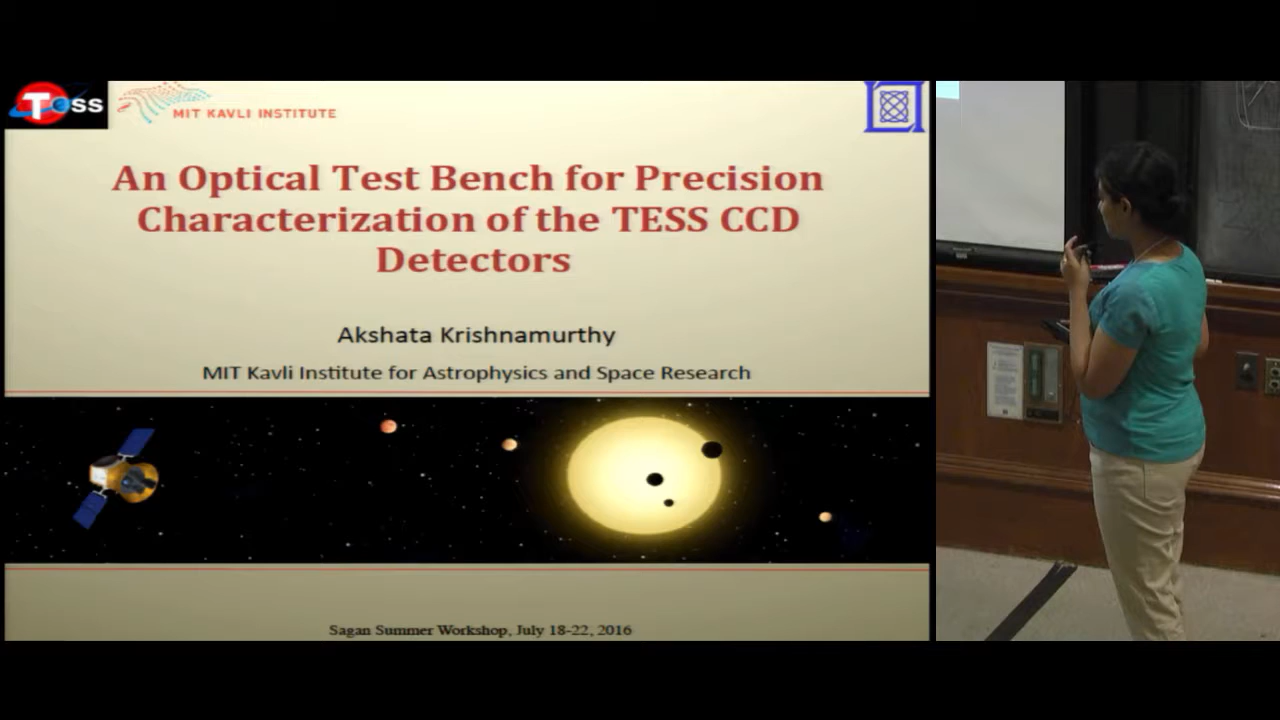 Tess
MIT KAVLI INSTITUTE
An Optical Test Bench for Precision
Characterization of the TESS CCD
Detectors
Akshata Krishnamurthy
MIT Kavli Institute for Astrophysics and Space Research
Sagan Summer Workshop, July 18-22, 2016